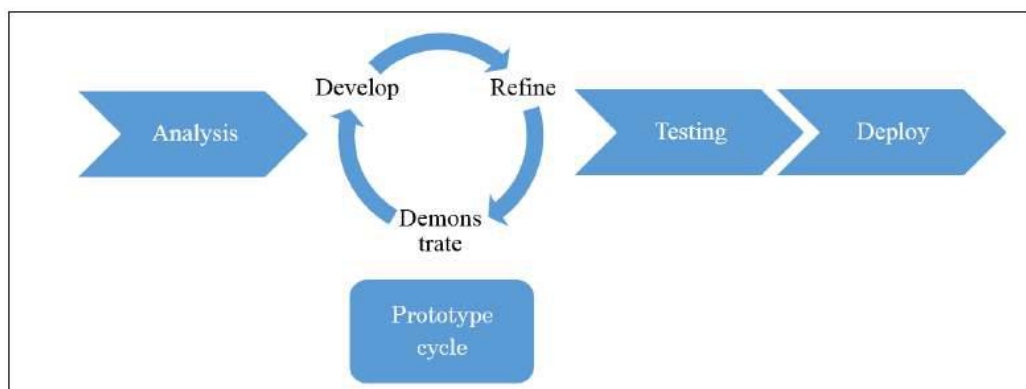 Analysis
Develop
Refine
Demons
trate
Testing
Deploy
Prototype
cycle